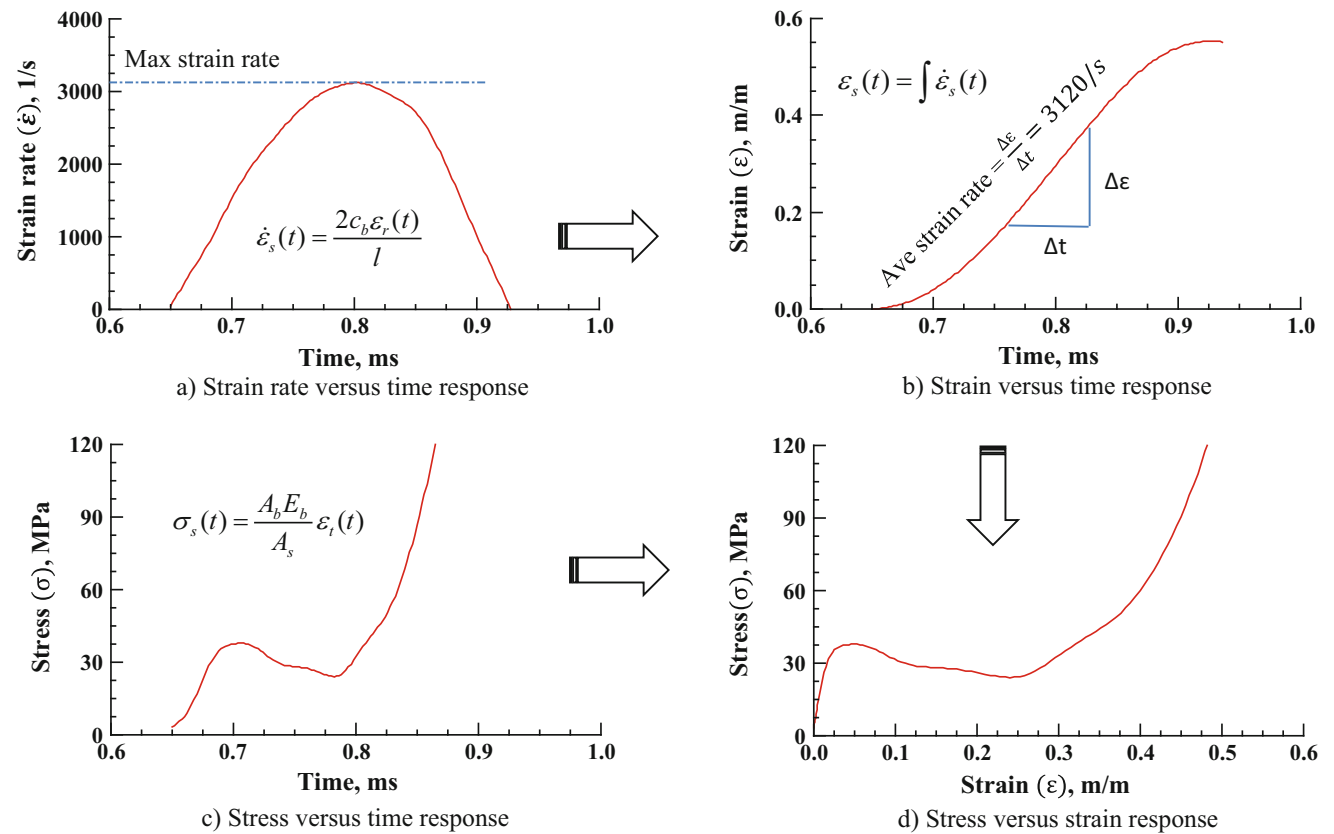 4000
3000
2000
1000
0
Strain rate (ε̇), 1/s
Max strain rate
ε̇ₛ(t) = 2c_b εᵣ(t) / l
0.6 0.7 0.8 0.9 1.0
Time, ms
a) Strain rate versus time response
0.6
0.4
0.2
0.0
Strain (ε), m/m
εₛ(t) = ∫ ε̇ₛ(t)
Ave strain rate = Δε/Δt = 3120/s
Δε
Δt
0.6 0.7 0.8 0.9 1.0
Time, ms
b) Strain versus time response
120
90
60
30
0
Stress (σ), MPa
σₛ(t) = A_b E_b / Aₛ εₜ(t)
0.6 0.7 0.8 0.9 1.0
Time, ms
c) Stress versus time response
120
90
60
30
0
Stress(σ), MPa
0.0 0.1 0.2 0.3 0.4 0.5 0.6
Strain (ε), m/m
d) Stress versus strain response